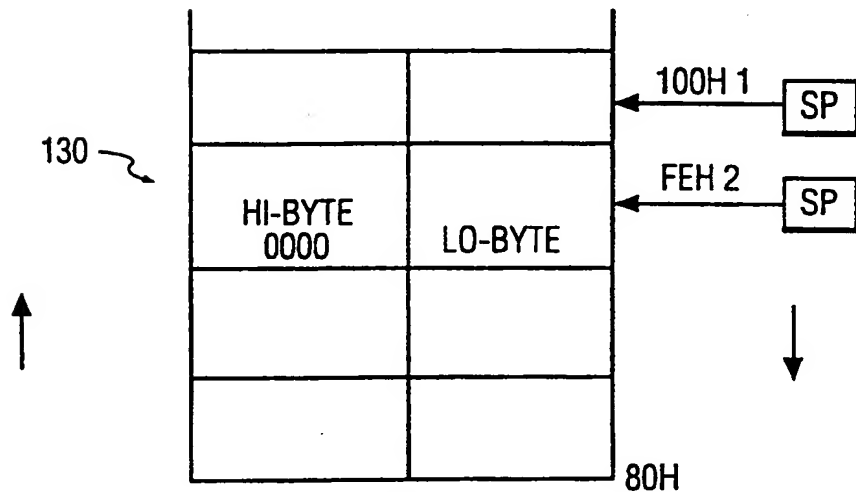 100H 1
SP
130
FEH 2
SP
HI-BYTE
0000
LO-BYTE
80H